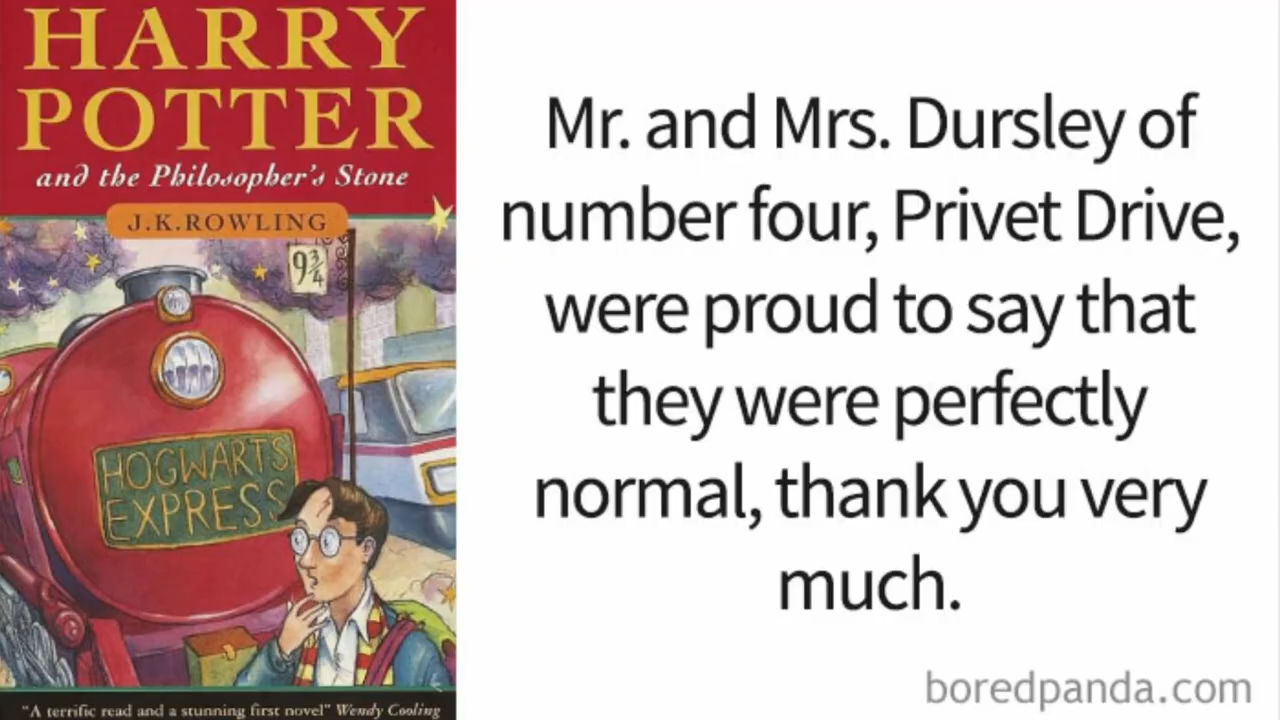 HARRY
POTTER
and the Philosopher's Stone
J.K.ROWLING
9¾
HOGWARTS
EXPRESS
"A terrific read and a stunning first novel" Wendy Cooling
Mr. and Mrs. Dursley of
number four, Privet Drive,
were proud to say that
they were perfectly
normal, thank you very
much.
boredpanda.com